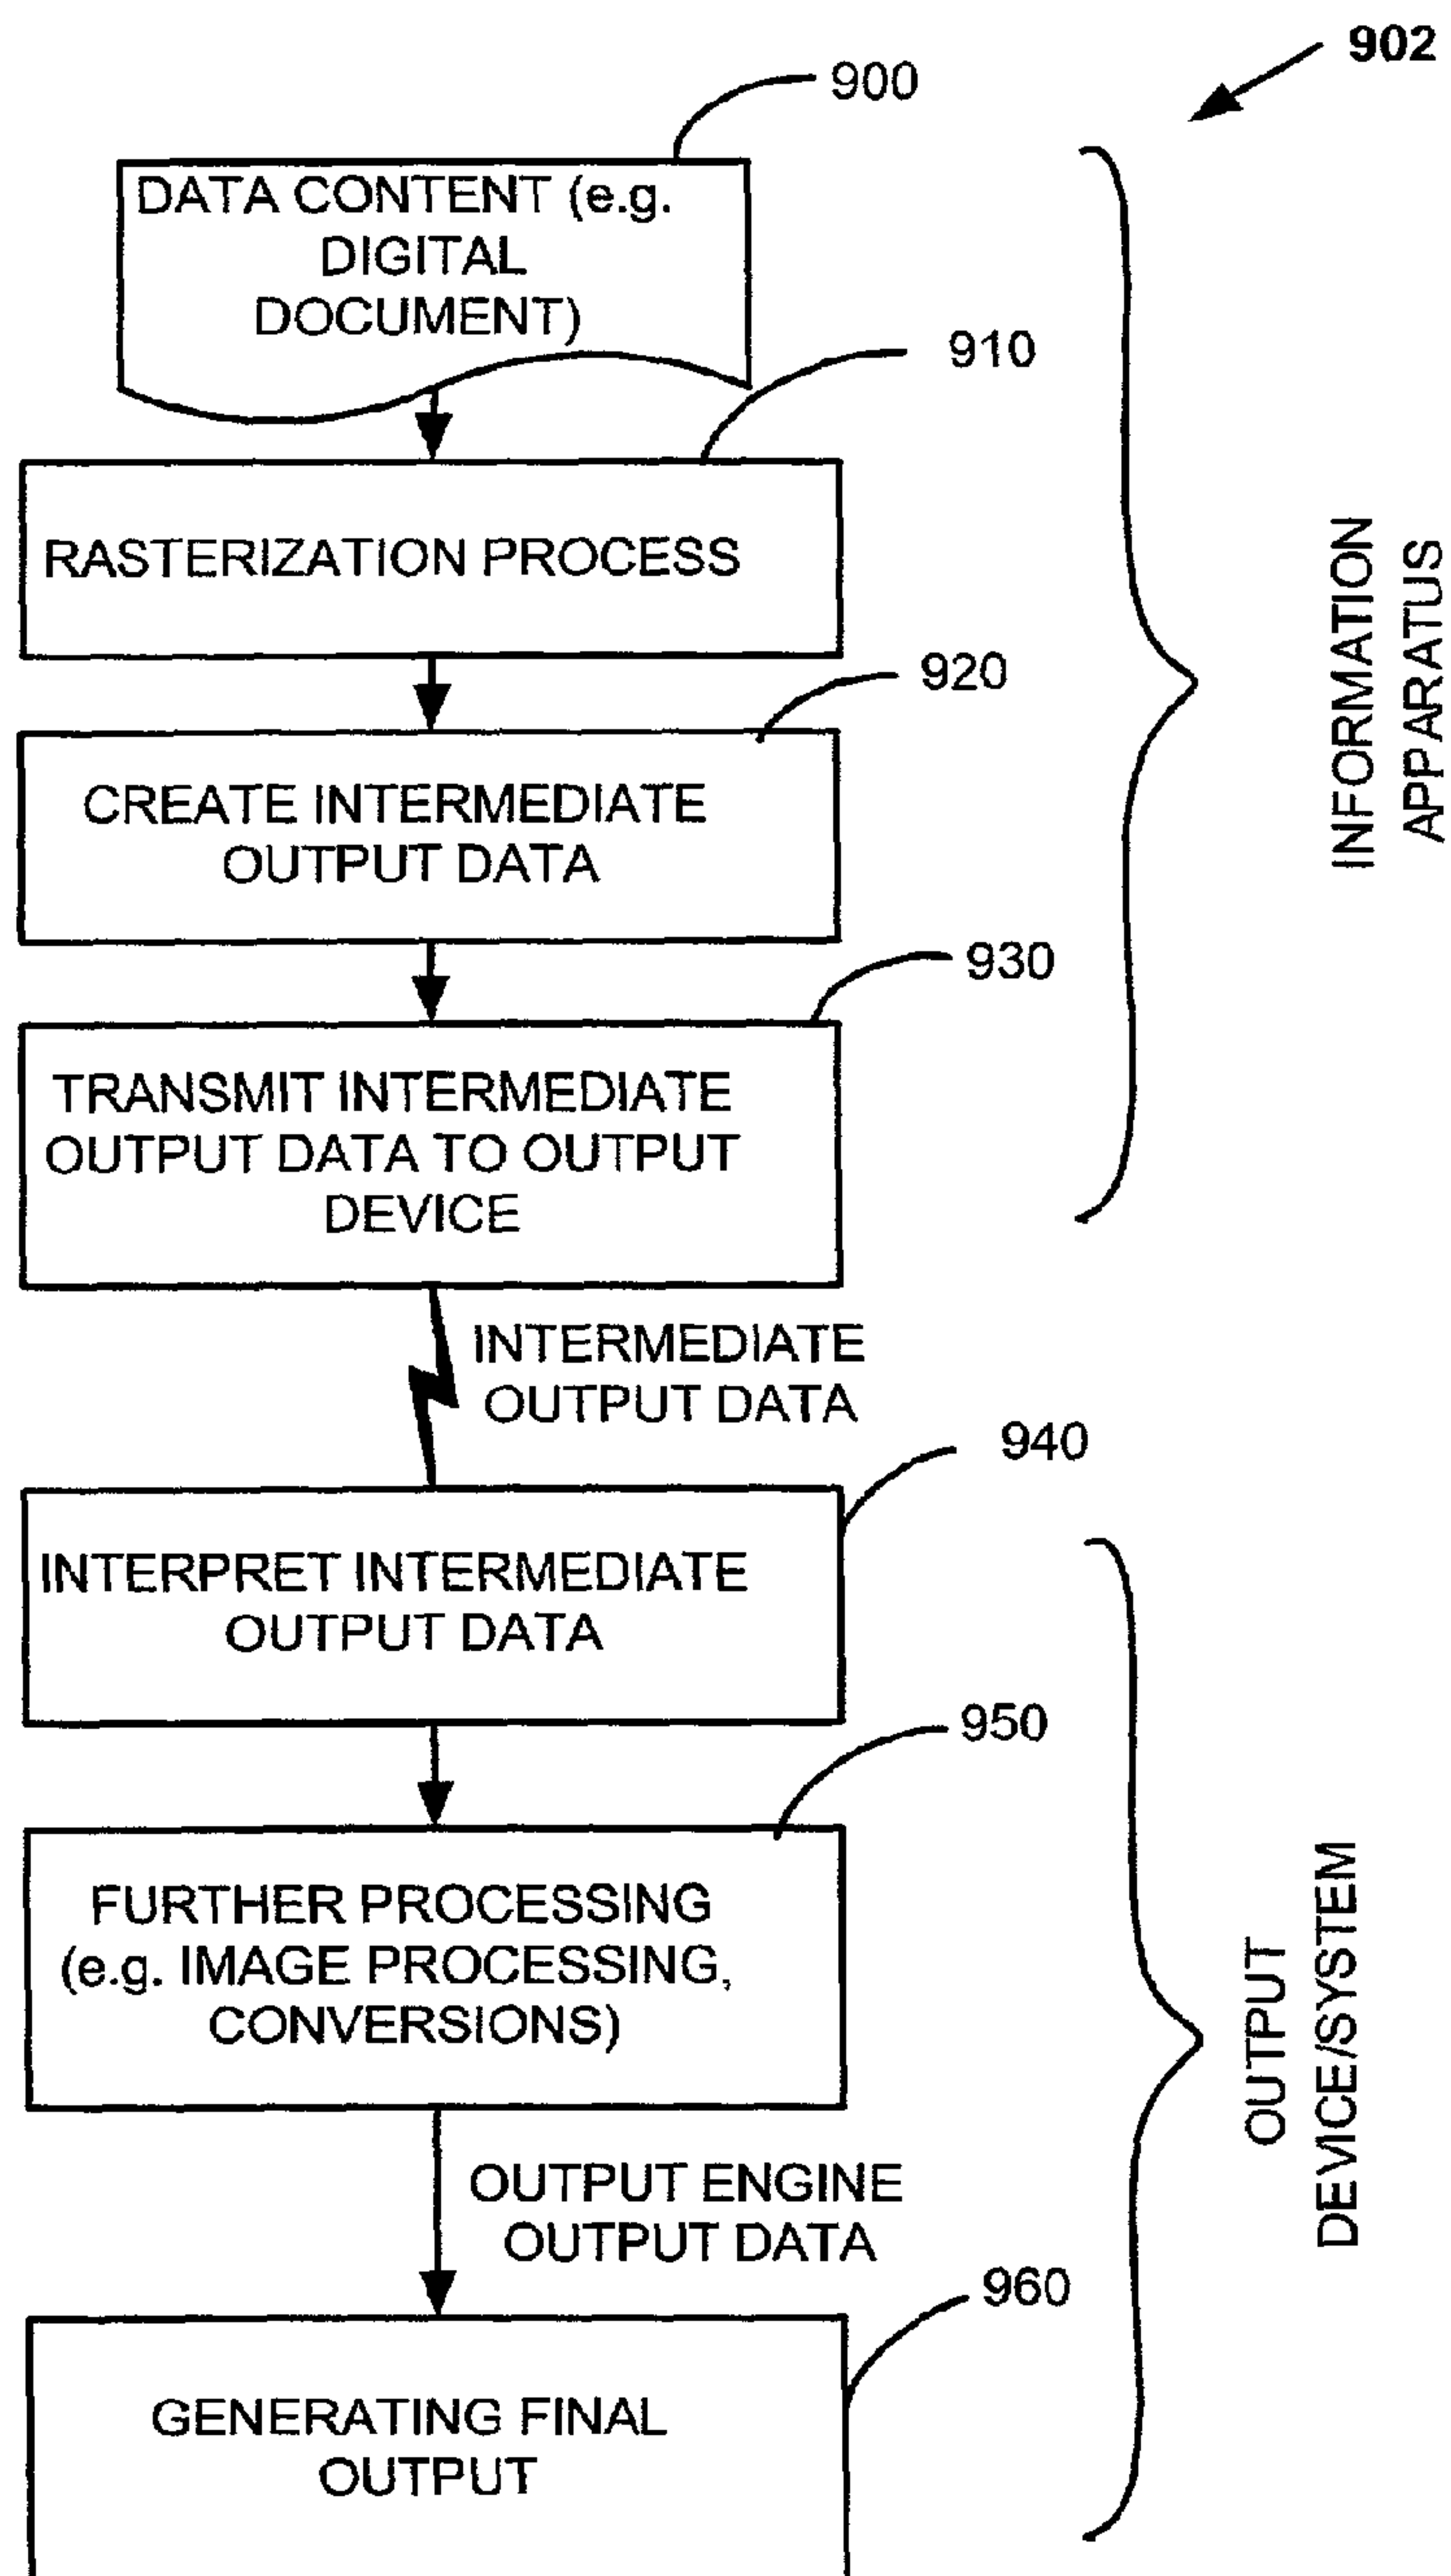 902
900
DATA CONTENT (e.g.
DIGITAL
DOCUMENT)
910
RASTERIZATION PROCESS
920
CREATE INTERMEDIATE
OUTPUT DATA
930
TRANSMIT INTERMEDIATE
OUTPUT DATA TO OUTPUT
DEVICE
INFORMATION
APPARATUS
INTERMEDIATE
OUTPUT DATA
940
INTERPRET INTERMEDIATE
OUTPUT DATA
950
FURTHER PROCESSING
(e.g. IMAGE PROCESSING,
CONVERSIONS)
OUTPUT ENGINE
OUTPUT DATA
960
GENERATING FINAL
OUTPUT
OUTPUT
DEVICE/SYSTEM